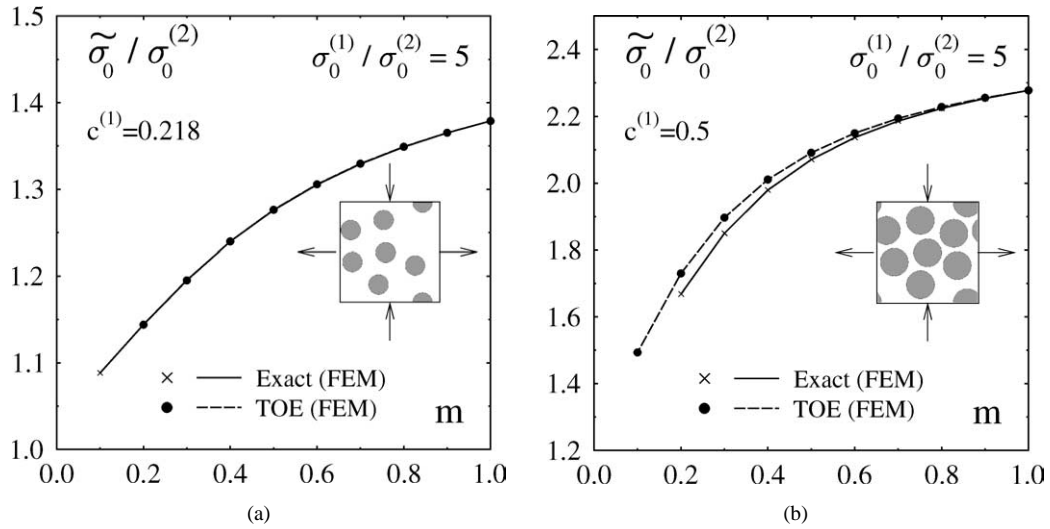 1.5
1.4
1.3
1.2
1.1
1.0
0.0 0.2 0.4 0.6 0.8 1.0
σ̃₀ / σ₀⁽²⁾
σ₀⁽¹⁾ / σ₀⁽²⁾ = 5
c⁽¹⁾=0.218
Exact (FEM)
TOE (FEM)
m
(a)
2.4
2.2
2.0
1.8
1.6
1.4
1.2
0.0 0.2 0.4 0.6 0.8 1.0
σ̃₀ / σ₀⁽²⁾
σ₀⁽¹⁾ / σ₀⁽²⁾ = 5
c⁽¹⁾=0.5
Exact (FEM)
TOE (FEM)
m
(b)